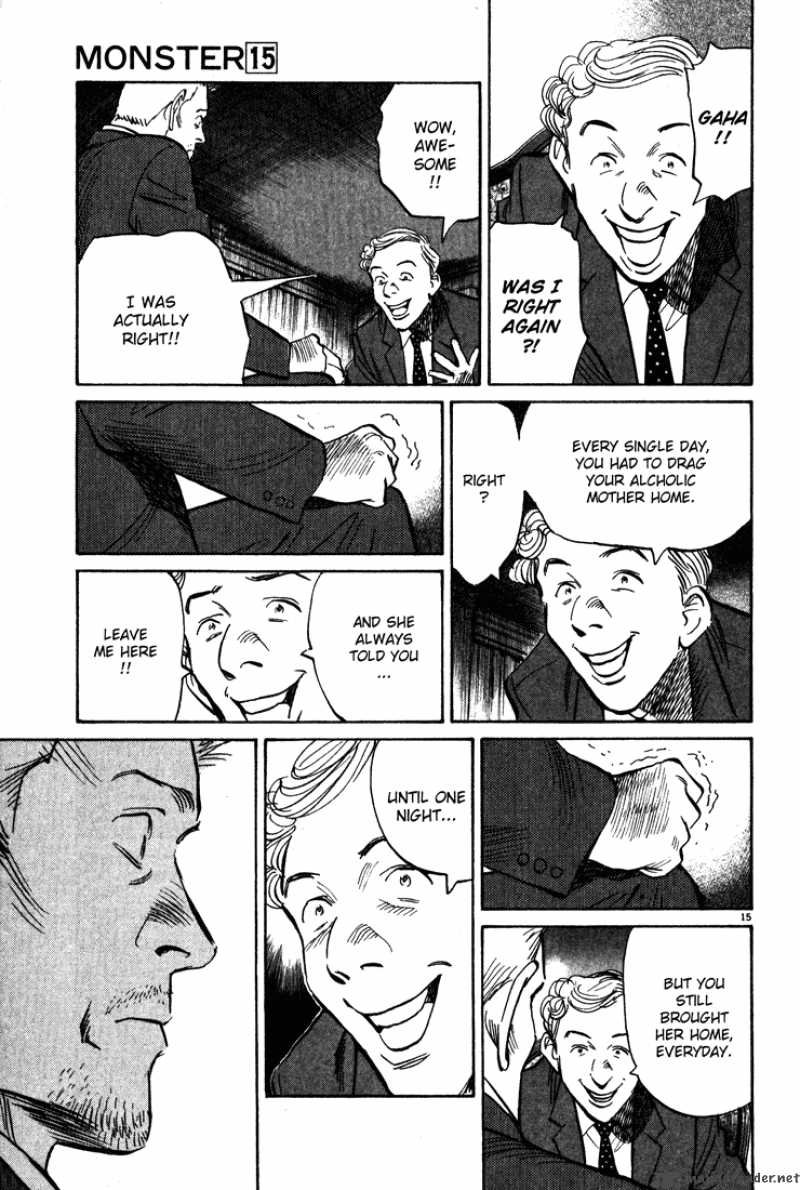 MONSTER 15
GAHA
!!
WAS I
RIGHT
AGAIN
?!
WOW,
AWE-
SOME
!!
I WAS
ACTUALLY
RIGHT!!
EVERY SINGLE DAY,
YOU HAD TO DRAG
YOUR ALCHOLIC
MOTHER HOME.
RIGHT
?
AND SHE
ALWAYS
TOLD YOU
...
LEAVE
ME HERE
!!
15
BUT YOU
STILL
BROUGHT
HER HOME,
EVERYDAY.
UNTIL ONE
NIGHT...
der.net